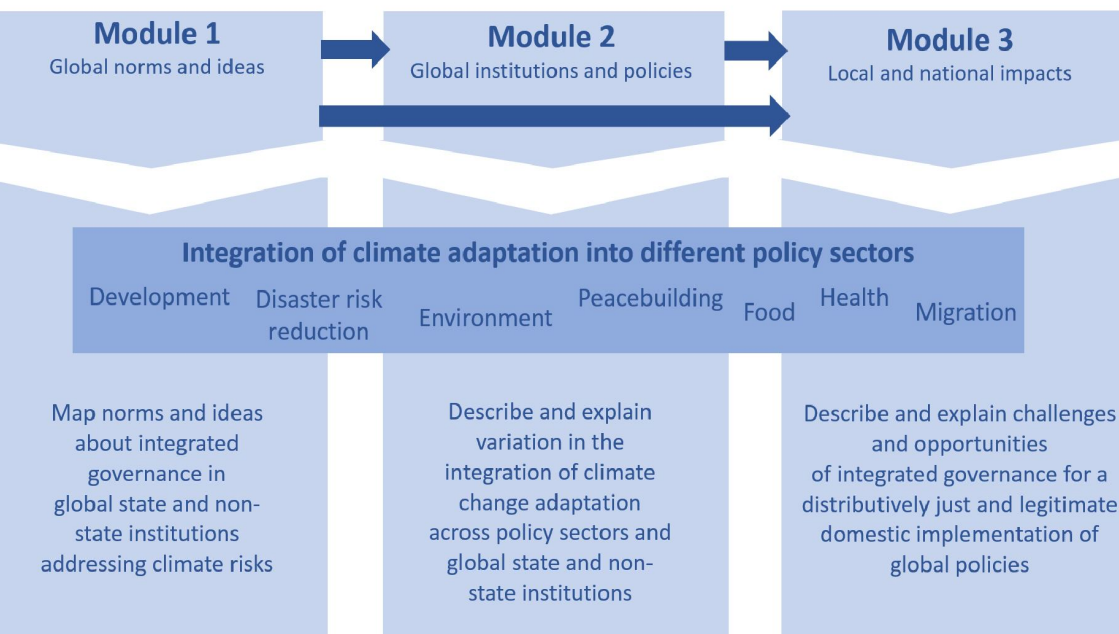 Module 1
Global norms and ideas
Module 2
Global institutions and policies
Module 3
Local and national impacts
Integration of climate adaptation into different policy sectors
Development
Disaster risk
reduction
Environment
Peacebuilding
Food
Health
Migration
Map norms and ideas
about integrated
governance in
global state and non-
state institutions
addressing climate risks
Describe and explain
variation in the
integration of climate
change adaptation
across policy sectors and
global state and non-
state institutions
Describe and explain challenges
and opportunities
of integrated governance for a
distributively just and legitimate
domestic implementation of
global policies